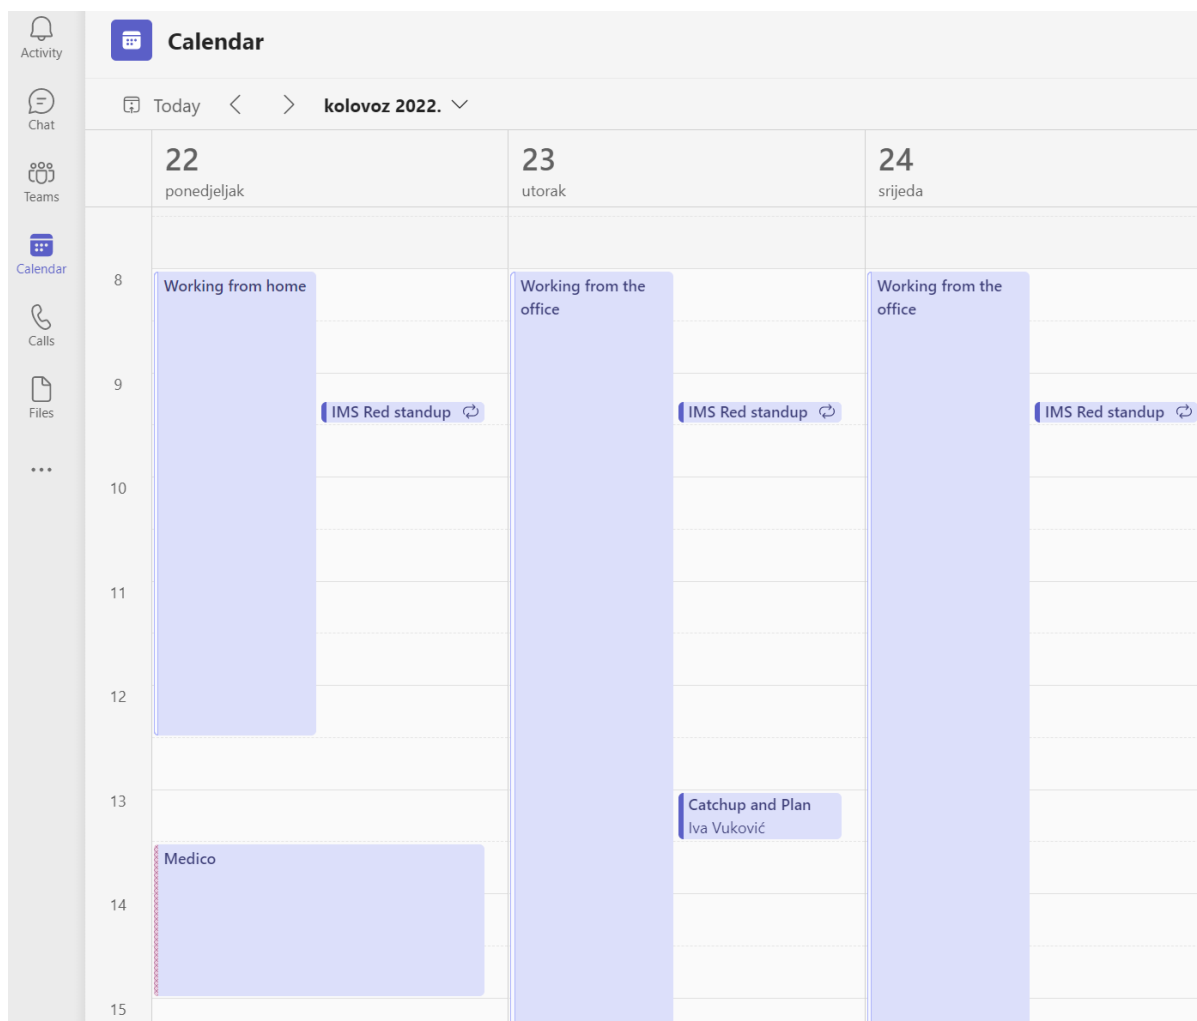 Activity
Chat
Teams
Calendar
Calls
Files
Calendar
Today
kolovoz 2022.
22
ponedjeljak
23
utorak
24
srijeda
8
9
10
11
12
13
14
15
Working from home
IMS Red standup
Medico
Working from the
office
IMS Red standup
Catchup and Plan
Iva Vuković
Working from the
office
IMS Red standup